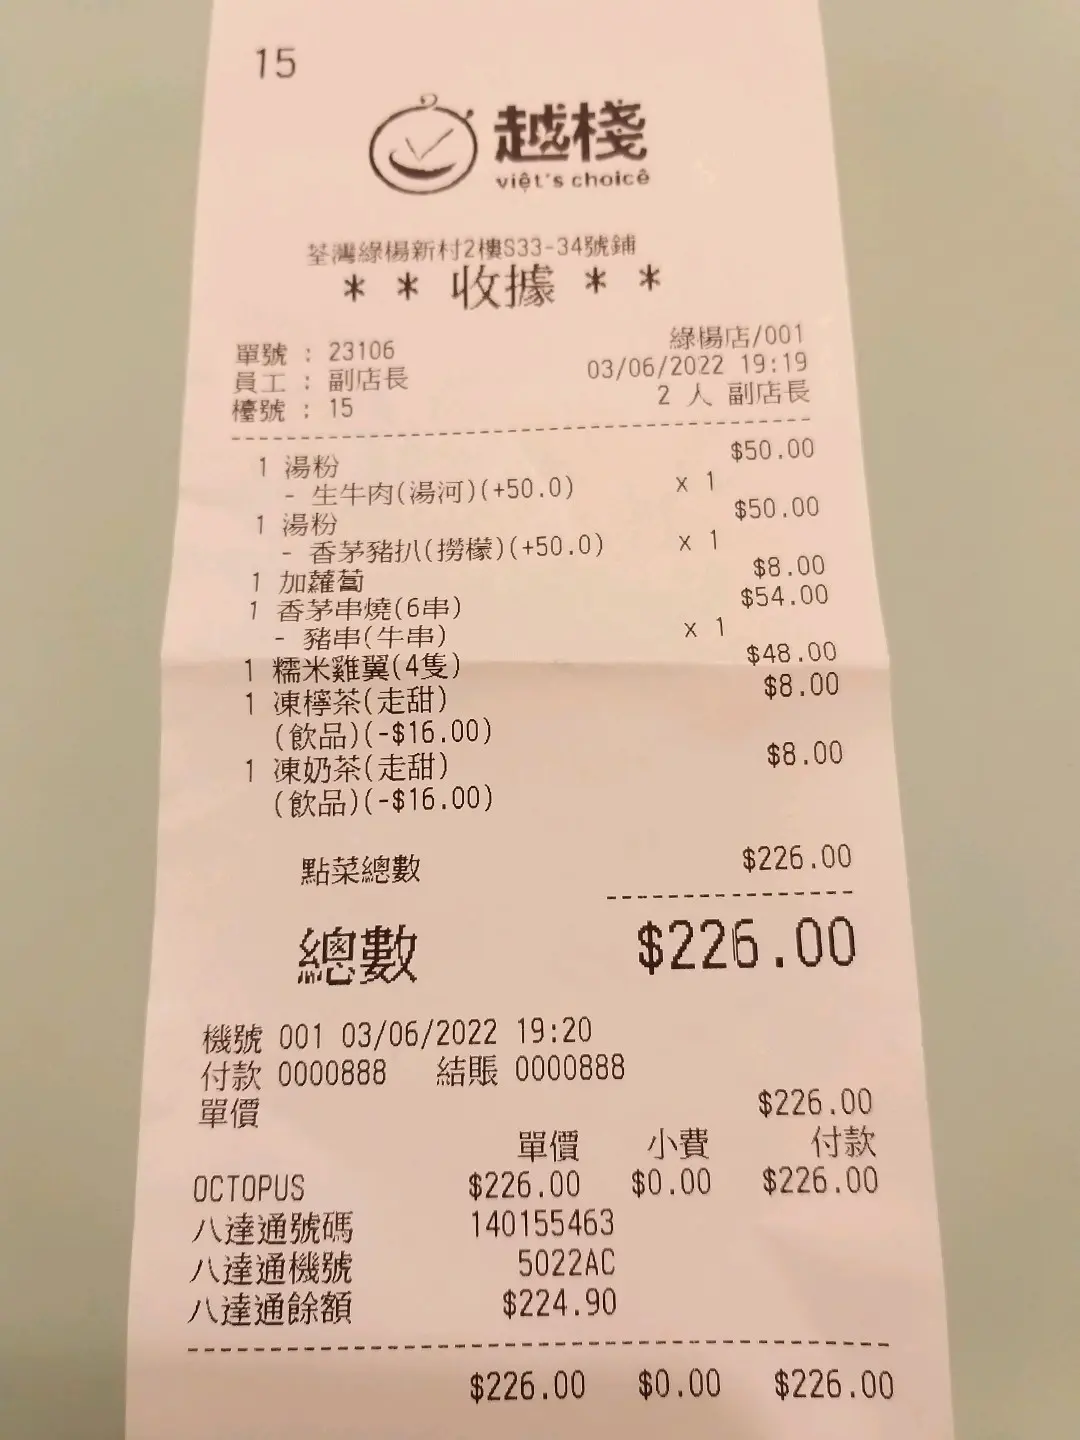 15
越棧
việt's choicê
荃灣綠楊新村2樓S33-34號鋪
* * 收據 * *
綠楊店/001
單號 : 23106
03/06/2022 19:19
員工 : 副店長
2 人 副店長
檯號 : 15
1 湯粉 $50.00
- 生牛肉(湯河)(+50.0) x 1
1 湯粉 $50.00
- 香茅豬扒(撈檬)(+50.0) x 1
1 加蘿蔔 $8.00
1 香茅串燒(6串) $54.00
- 豬串(牛串) x 1
1 糯米雞翼(4隻) $48.00
1 凍檸茶(走甜) $8.00
(飲品)(-$16.00)
1 凍奶茶(走甜) $8.00
(飲品)(-$16.00)
點菜總數 $226.00
總數 $226.00
機號 001 03/06/2022 19:20
付款 0000888 結賬 0000888
單價 $226.00
單價 小費 付款
OCTOPUS $226.00 $0.00 $226.00
八達通號碼 140155463
八達通機號 5022AC
八達通餘額 $224.90
$226.00 $0.00 $226.00